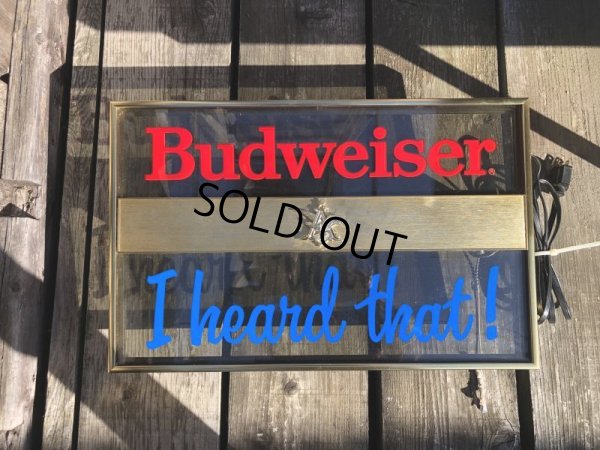 Budweiser®
SOLD OUT
I heard that!